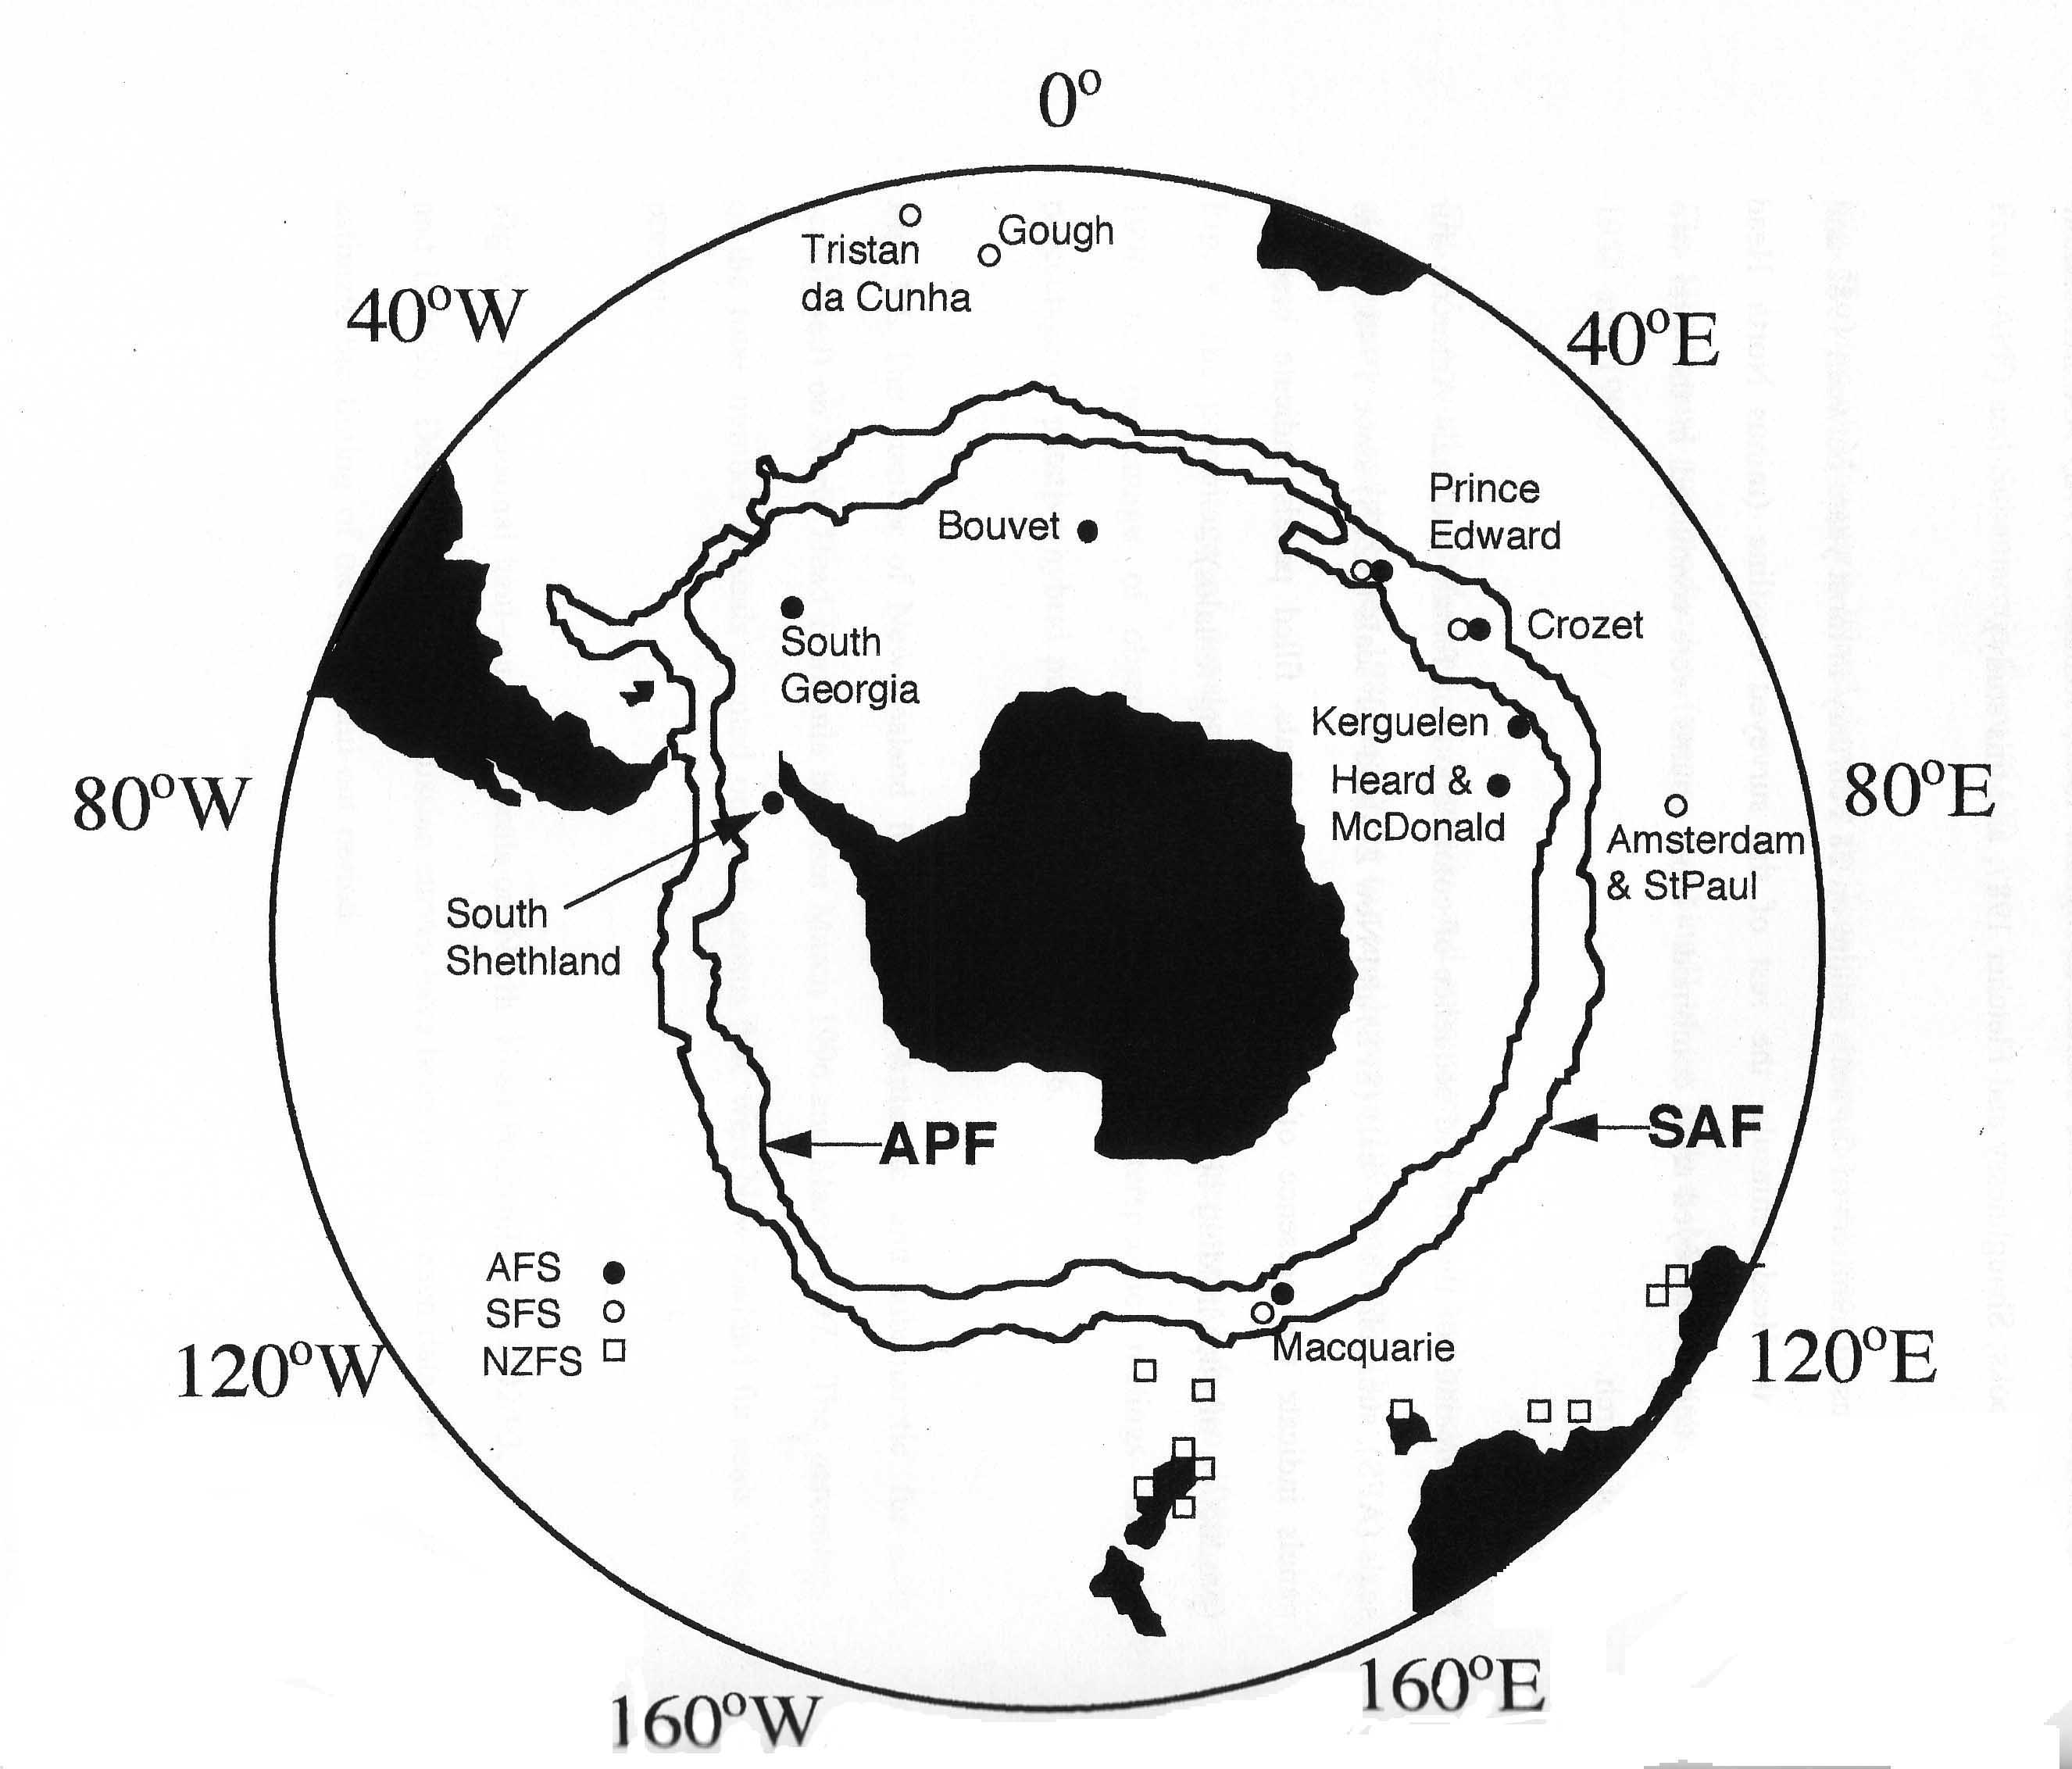 0°
Tristan
da Cunha
Gough
40°W
40°E
Prince
Edward
Bouvet
Crozet
South
Georgia
Kerguelen
Heard &
McDonald
80°W
80°E
Amsterdam
& StPaul
South
Shethland
APF
SAF
AFS
SFS
NZFS
Macquarie
120°W
120°E
160°W
160°E